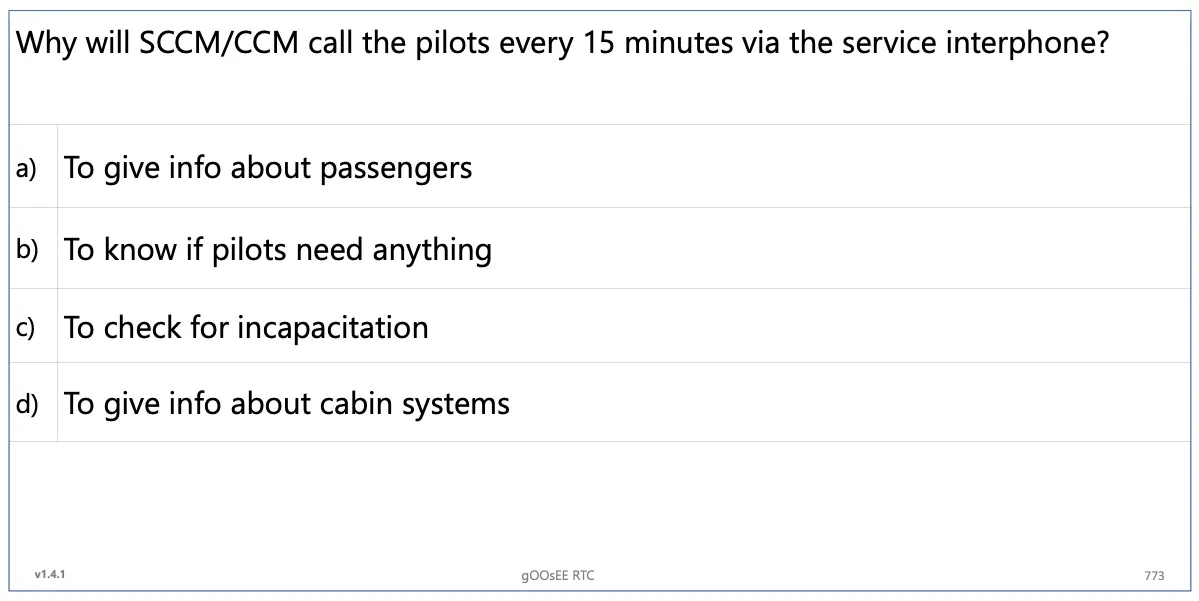 Why will SCCM/CCM call the pilots every 15 minutes via the service interphone?
a) To give info about passengers
b) To know if pilots need anything
c) To check for incapacitation
d) To give info about cabin systems
v1.4.1 gOOsEE RTC 773